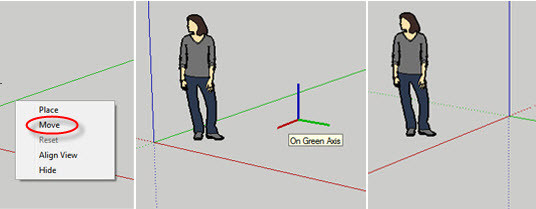 Place
Move
Reset
Align View
Hide
On Green Axis